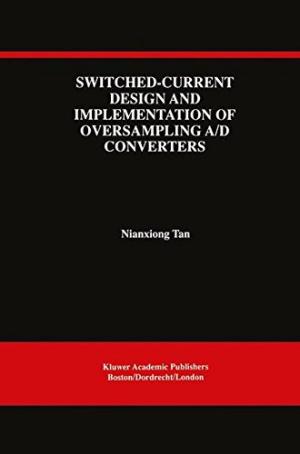 SWITCHED-CURRENT
DESIGN AND
IMPLEMENTATION OF
OVERSAMPLING A/D
CONVERTERS
Nianxiong Tan
Kluwer Academic Publishers
Boston/Dordrecht/London